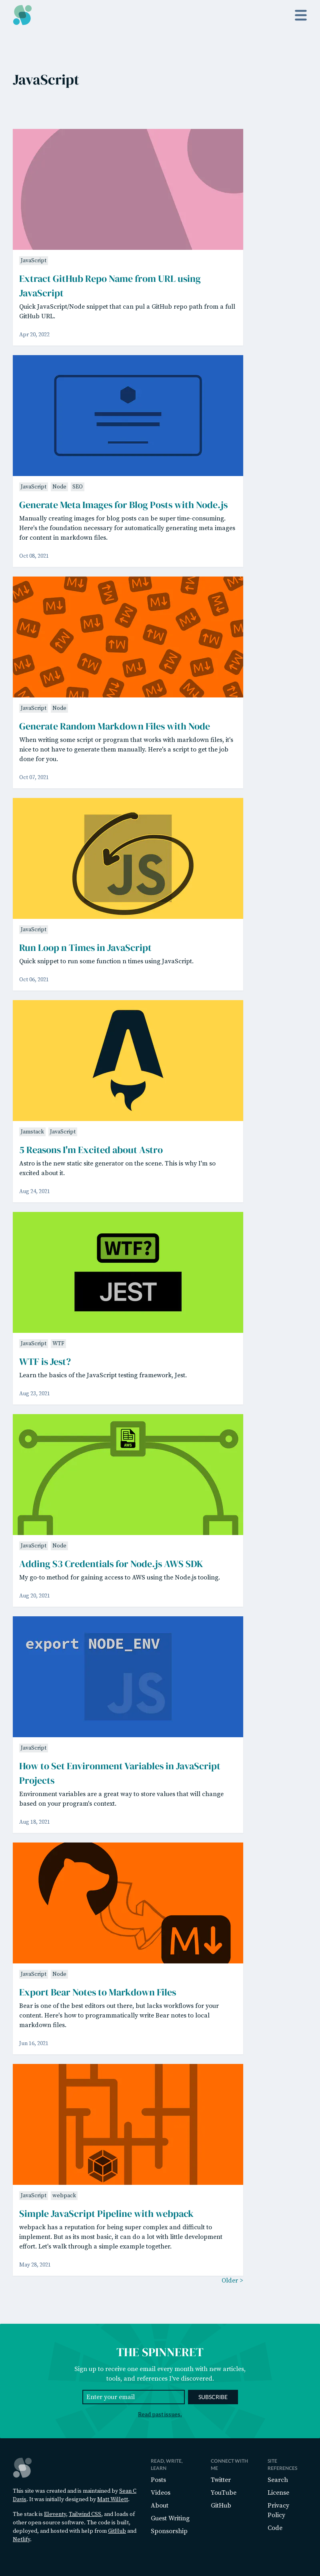 JavaScript
JavaScript
Extract GitHub Repo Name from URL using
JavaScript
Quick JavaScript/Node snippet that can pul a GitHub repo path from a full
GitHub URL.
Apr 20, 2022
JavaScript Node SEO
Generate Meta Images for Blog Posts with Node.js
Manually creating images for blog posts can be super time-consuming.
Here's the foundation necessary for automatically generating meta images
for content in markdown files.
Oct 08, 2021
JavaScript Node
Generate Random Markdown Files with Node
When writing some script or program that works with markdown files, it's
nice to not have to generate them manually. Here's a script to get the job
done for you.
Oct 07, 2021
JS
JavaScript
Run Loop n Times in JavaScript
Quick snippet to run some function n times using JavaScript.
Oct 06, 2021
Jamstack JavaScript
5 Reasons I'm Excited about Astro
Astro is the new static site generator on the scene. This is why I'm so
excited about it.
Aug 24, 2021
WTF?
JEST
JavaScript WTF
WTF is Jest?
Learn the basics of the JavaScript testing framework, Jest.
Aug 23, 2021
AWS
JavaScript Node
Adding S3 Credentials for Node.js AWS SDK
My go-to method for gaining access to AWS using the Node.js tooling.
Aug 20, 2021
export NODE_ENV
JS
JavaScript
How to Set Environment Variables in JavaScript
Projects
Environment variables are a great way to store values that will change
based on your program's context.
Aug 18, 2021
M
JavaScript Node
Export Bear Notes to Markdown Files
Bear is one of the best editors out there, but lacks workflows for your
content. Here's how to programmatically write Bear notes to local
markdown files.
Jun 16, 2021
JavaScript webpack
Simple JavaScript Pipeline with webpack
webpack has a reputation for being super complex and difficult to
implement. But as its most basic, it can do a lot with little development
effort. Let's walk through a simple example together.
May 28, 2021
Older >
THE SPINNERET
Sign up to receive one email every month with new articles,
tools, and references I've discovered.
Enter your email SUBSCRIBE
Read past issues.
This site was created and is maintained by Sean C
Davis. It was initially designed by Matt Willett.
The stack is Eleventy, Tailwind CSS, and loads of
other open source software. The code is built,
deployed, and hosted with help from GitHub and
Netlify.
READ, WRITE,
LEARN
Posts
Videos
About
Guest Writing
Sponsorship
CONNECT WITH
ME
Twitter
YouTube
GitHub
SITE
REFERENCES
Search
License
Privacy
Policy
Code